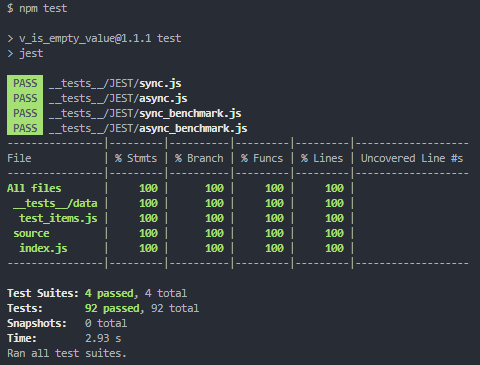 $ npm test
> v_is_empty_value@1.1.1 test
> jest
PASS __tests__/JEST/sync.js
PASS __tests__/JEST/async.js
PASS __tests__/JEST/sync_benchmark.js
PASS __tests__/JEST/async_benchmark.js
----------------|---------|----------|---------|---------|-------------------
File            | % Stmts | % Branch | % Funcs | % Lines | Uncovered Line #s
----------------|---------|----------|---------|---------|-------------------
All files       |     100 |      100 |     100 |     100 |
 __tests__/data |     100 |      100 |     100 |     100 |
  test_items.js |     100 |      100 |     100 |     100 |
 source         |     100 |      100 |     100 |     100 |
  index.js      |     100 |      100 |     100 |     100 |
----------------|---------|----------|---------|---------|-------------------
Test Suites: 4 passed, 4 total
Tests:       92 passed, 92 total
Snapshots:   0 total
Time:        2.93 s
Ran all test suites.